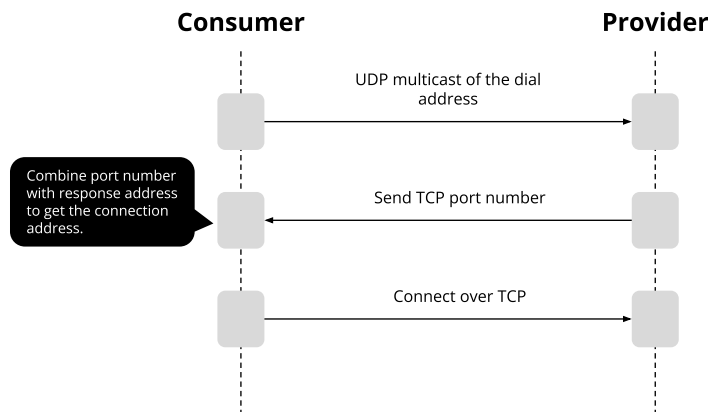 Consumer
Provider
UDP multicast of the dial
address
Combine port number
with response address
to get the connection
address.
Send TCP port number
Connect over TCP